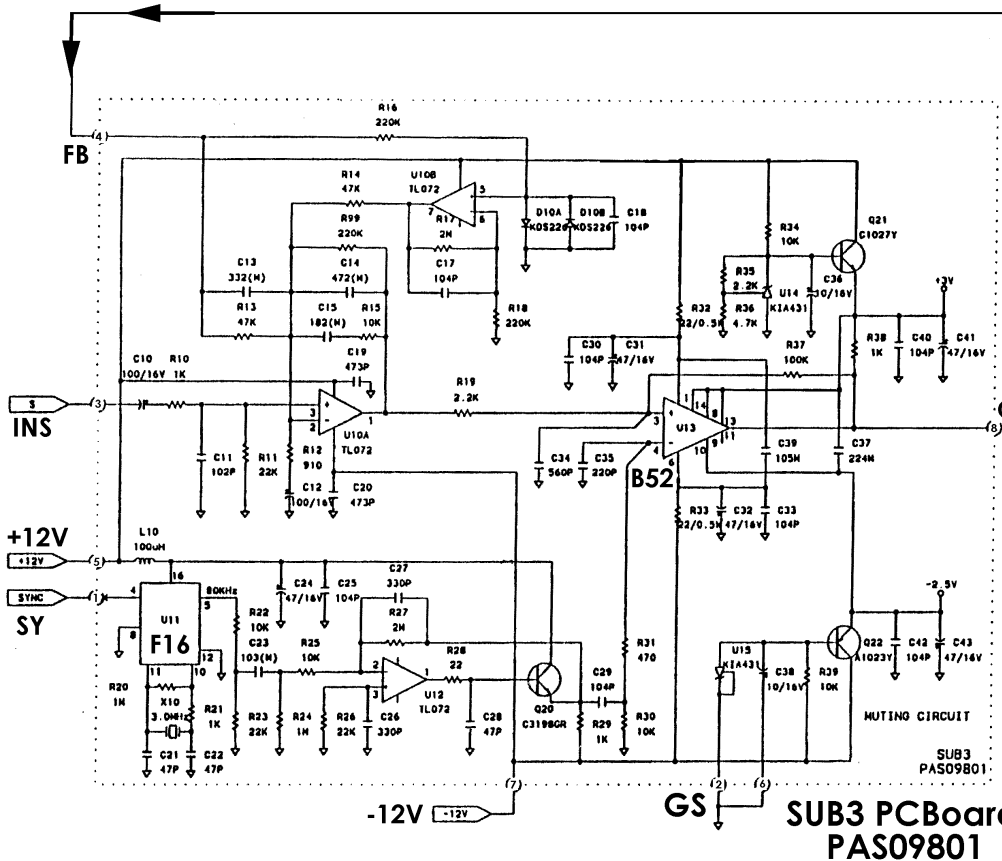 R16
220K
4
FB
R14
47K
U10B
TL072
7
5
6
R17
2M
D10A
KDS226
D10B
KDS226
C18
104P
Q21
C1027Y
R99
220K
C17
104P
R34
10K
C13
332(M)
C14
472(M)
R35
2.2K
U14
KIA431
C36
10/16V
R13
47K
C15
182(M)
R15
10K
R18
220K
R32
22/0.5W
R36
4.7K
+3V
C10
100/16V
R10
1K
C19
473P
C30
104P
C31
47/16V
R37
100K
R38
1K
C40
104P
C41
47/16V
S
3
INS
3
2
1
U10A
TL072
R19
2.2K
3
4
1
14
8
13
11
9
10
6
U13
B52
8
C11
102P
R11
22K
R12
910
C12
100/16V
C20
473P
C34
560P
C35
220P
C39
105M
C37
224M
R33
22/0.5W
C32
47/16V
C33
104P
+12V
+12V
5
L10
100uH
16
SYNC
1
SY
4
80KHz
5
U11
F16
8
12
11
10
C24
47/16V
C25
104P
C27
330P
R27
2M
R22
10K
C23
103(M)
R25
10K
R28
22
2
3
1
U12
TL072
Q20
C3198GR
C29
104P
R31
470
-2.5V
U15
KIA431
C38
10/16V
R39
10K
Q22
A1023Y
C42
104P
C43
47/16V
R20
1M
X10
3.0MHz
R21
1K
R23
22K
R24
1M
R26
22K
C26
330P
C28
47P
R29
1K
R30
10K
MUTING CIRCUIT
C21
47P
C22
47P
SUB3
PAS09801
7
2
6
-12V
-12V
GS
SUB3 PCBoard
PAS09801